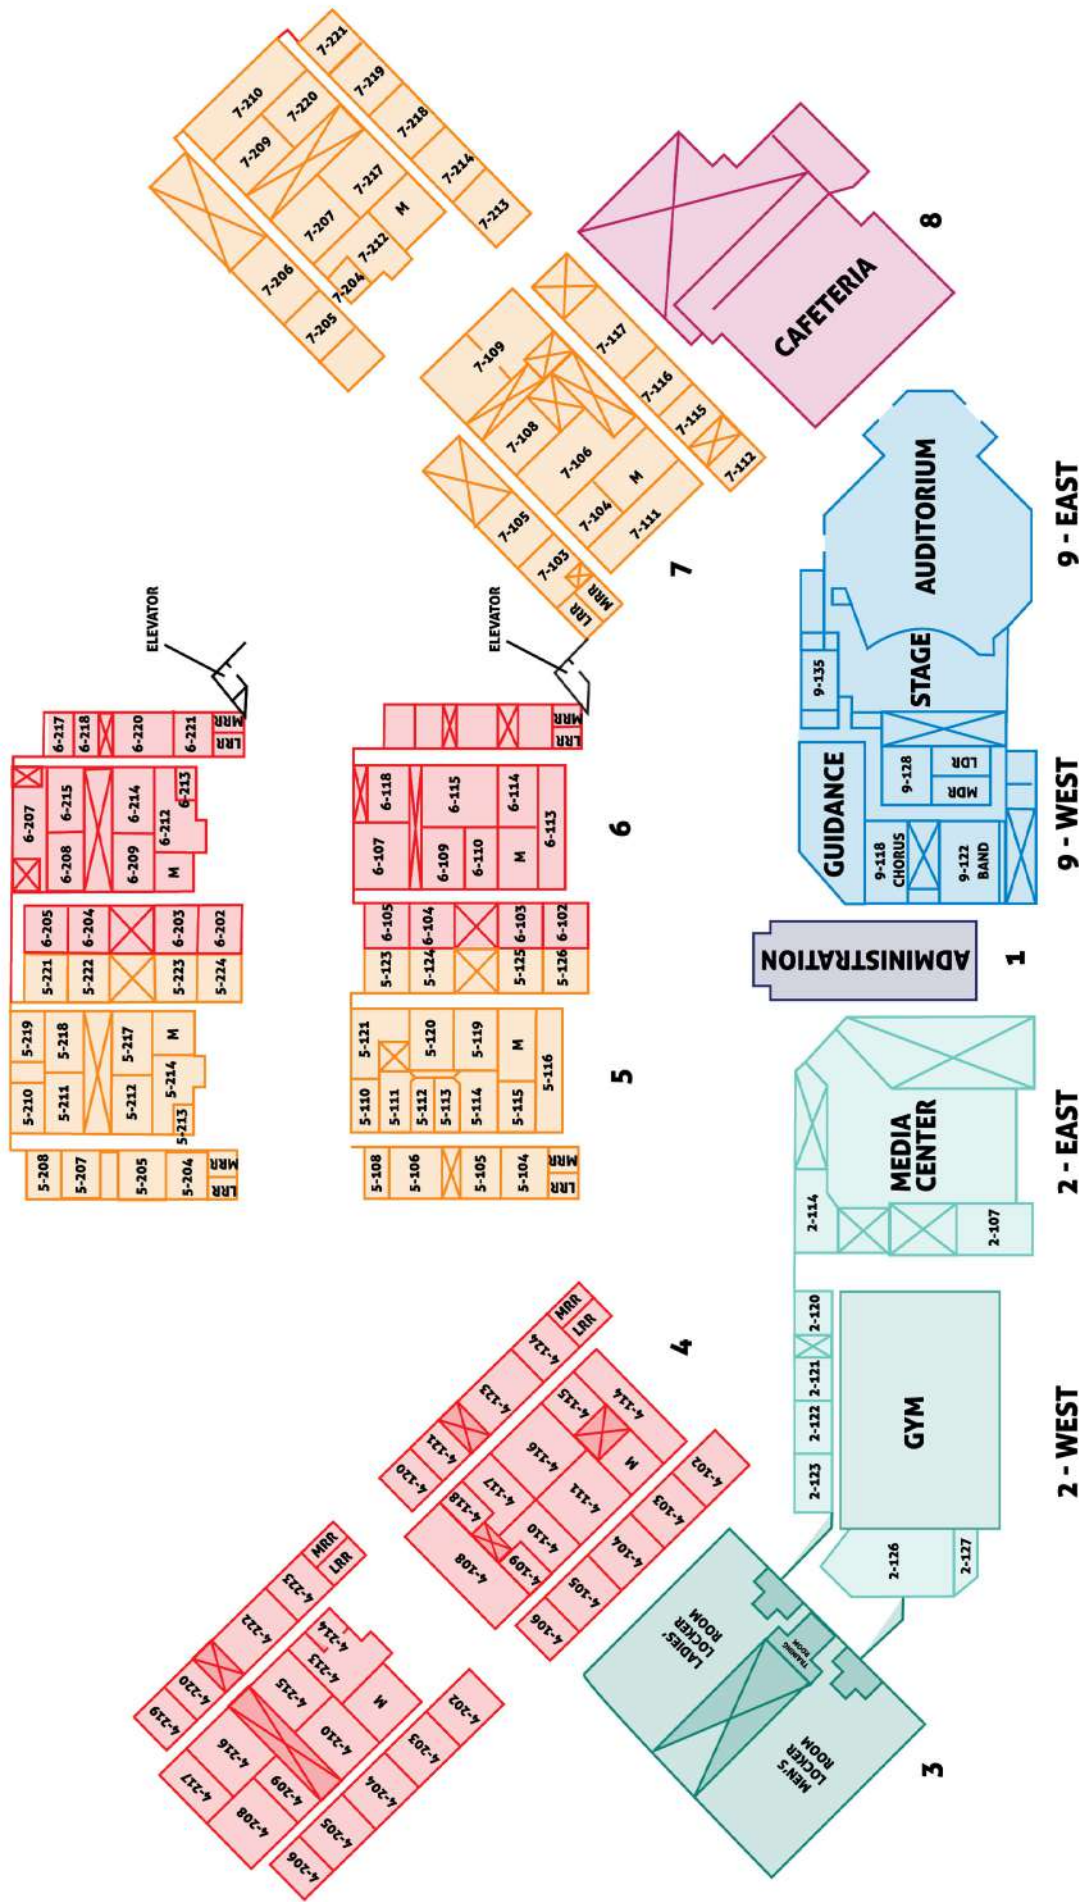 4-219
4-220
4-222
4-223
MRR
LRR
4-217
4-216
4-215
4-213
4-214
4-208
4-209
4-210
M
4-206
4-205
4-204
4-203
4-202
5-208
5-207
5-205
5-204
MRR
LRR
5-210
5-219
5-211
5-218
5-212
5-217
5-213
5-214
M
5-221
5-222
5-223
5-224
6-205
6-204
6-203
6-202
6-207
6-208
6-215
6-209
6-214
M
6-212
6-213
6-217
6-218
6-220
6-221
MRR
LRR
ELEVATOR
7-206
7-205
7-210
7-209
7-220
7-207
7-217
7-204
7-212
M
7-221
7-219
7-218
7-214
7-213
4-120
4-121
4-123
4-124
MRR
LRR
4-108
4-118
4-117
4-116
4-115
4-114
4-109
4-110
4-111
M
4-106
4-105
4-104
4-103
4-102
4
5-108
5-106
5-105
5-104
MRR
LRR
5-110
5-121
5-111
5-112
5-120
5-113
5-114
5-119
5-115
M
5-116
5-123
5-124
5-125
5-126
5
6-105
6-104
6-103
6-102
6-107
6-118
6-109
6-115
6-110
6-114
M
6-113
MRR
LRR
6
ELEVATOR
7-105
7-103
LRR
MRR
7-109
7-108
7-106
7-104
M
7-111
7-117
7-116
7-115
7-112
7
LADIES'
LOCKER
ROOM
TRAINING
ROOM
MEN'S
LOCKER
ROOM
3
2-123
2-122
2-121
2-120
GYM
2-126
2-127
2 - WEST
2-114
MEDIA
CENTER
2-107
2 - EAST
ADMINISTRATION
1
GUIDANCE
9-118
CHORUS
9-122
BAND
9-128
MDR
LDR
9 - WEST
9-135
STAGE
AUDITORIUM
9 - EAST
CAFETERIA
8